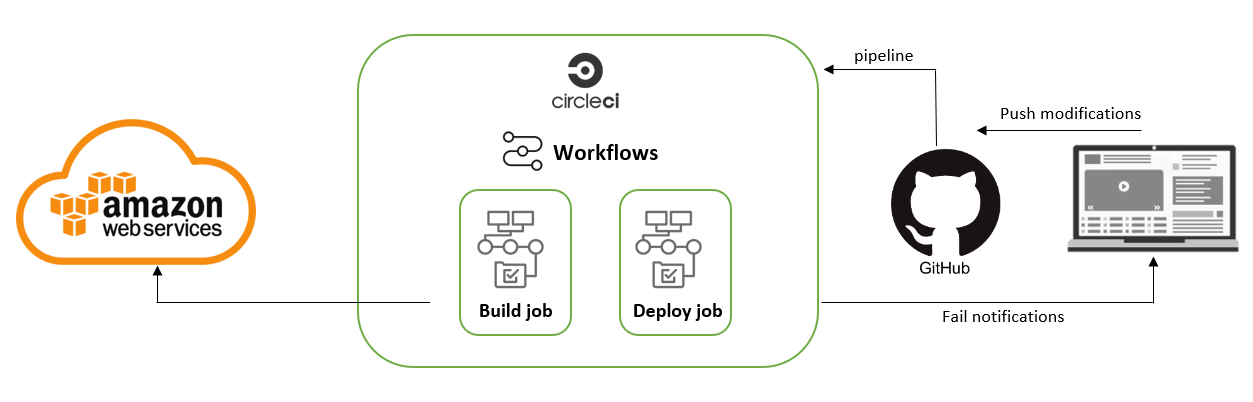 circleci
Workflows
Build job
Deploy job
amazon
web services
pipeline
Push modifications
GitHub
Fail notifications